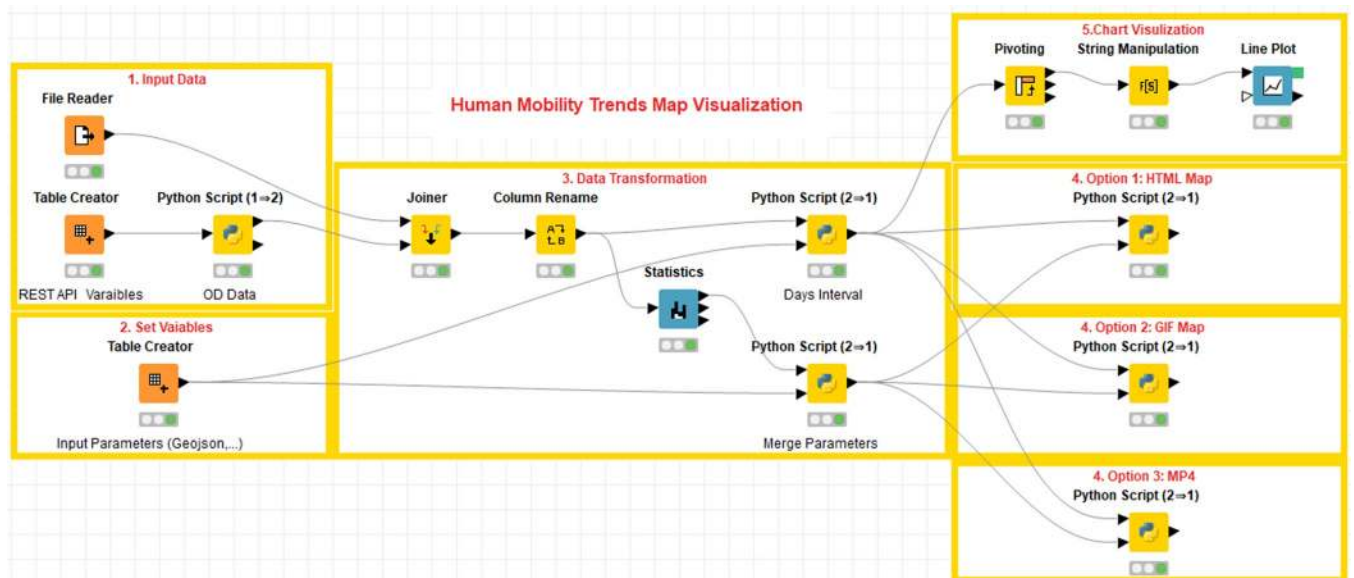 Human Mobility Trends Map Visualization
1. Input Data
File Reader
Table Creator
Python Script (1⇒2)
REST API Varaibles
OD Data
2. Set Vaiables
Table Creator
Input Parameters (Geojson,...)
3. Data Transformation
Joiner
Column Rename
Python Script (2⇒1)
Statistics
Days Interval
Python Script (2⇒1)
Merge Parameters
5.Chart Visulization
Pivoting
String Manipulation
Line Plot
4. Option 1: HTML Map
Python Script (2⇒1)
4. Option 2: GIF Map
Python Script (2⇒1)
4. Option 3: MP4
Python Script (2⇒1)